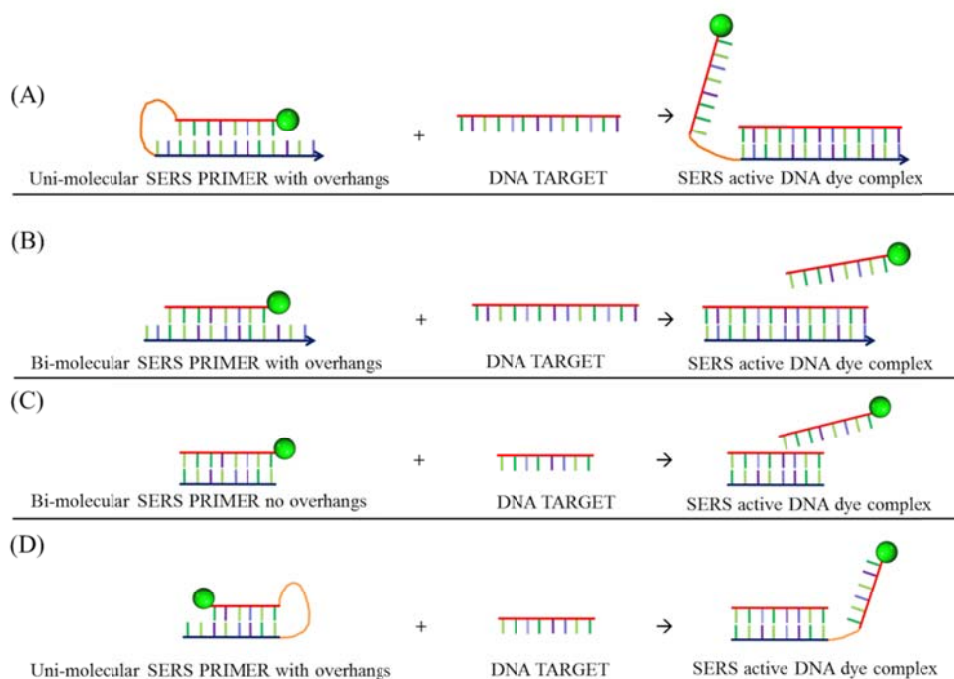 (A)
+ →
Uni-molecular SERS PRIMER with overhangs DNA TARGET SERS active DNA dye complex
(B)
+ →
Bi-molecular SERS PRIMER with overhangs DNA TARGET SERS active DNA dye complex
(C)
+ →
Bi-molecular SERS PRIMER no overhangs DNA TARGET SERS active DNA dye complex
(D)
+ →
Uni-molecular SERS PRIMER with overhangs DNA TARGET SERS active DNA dye complex